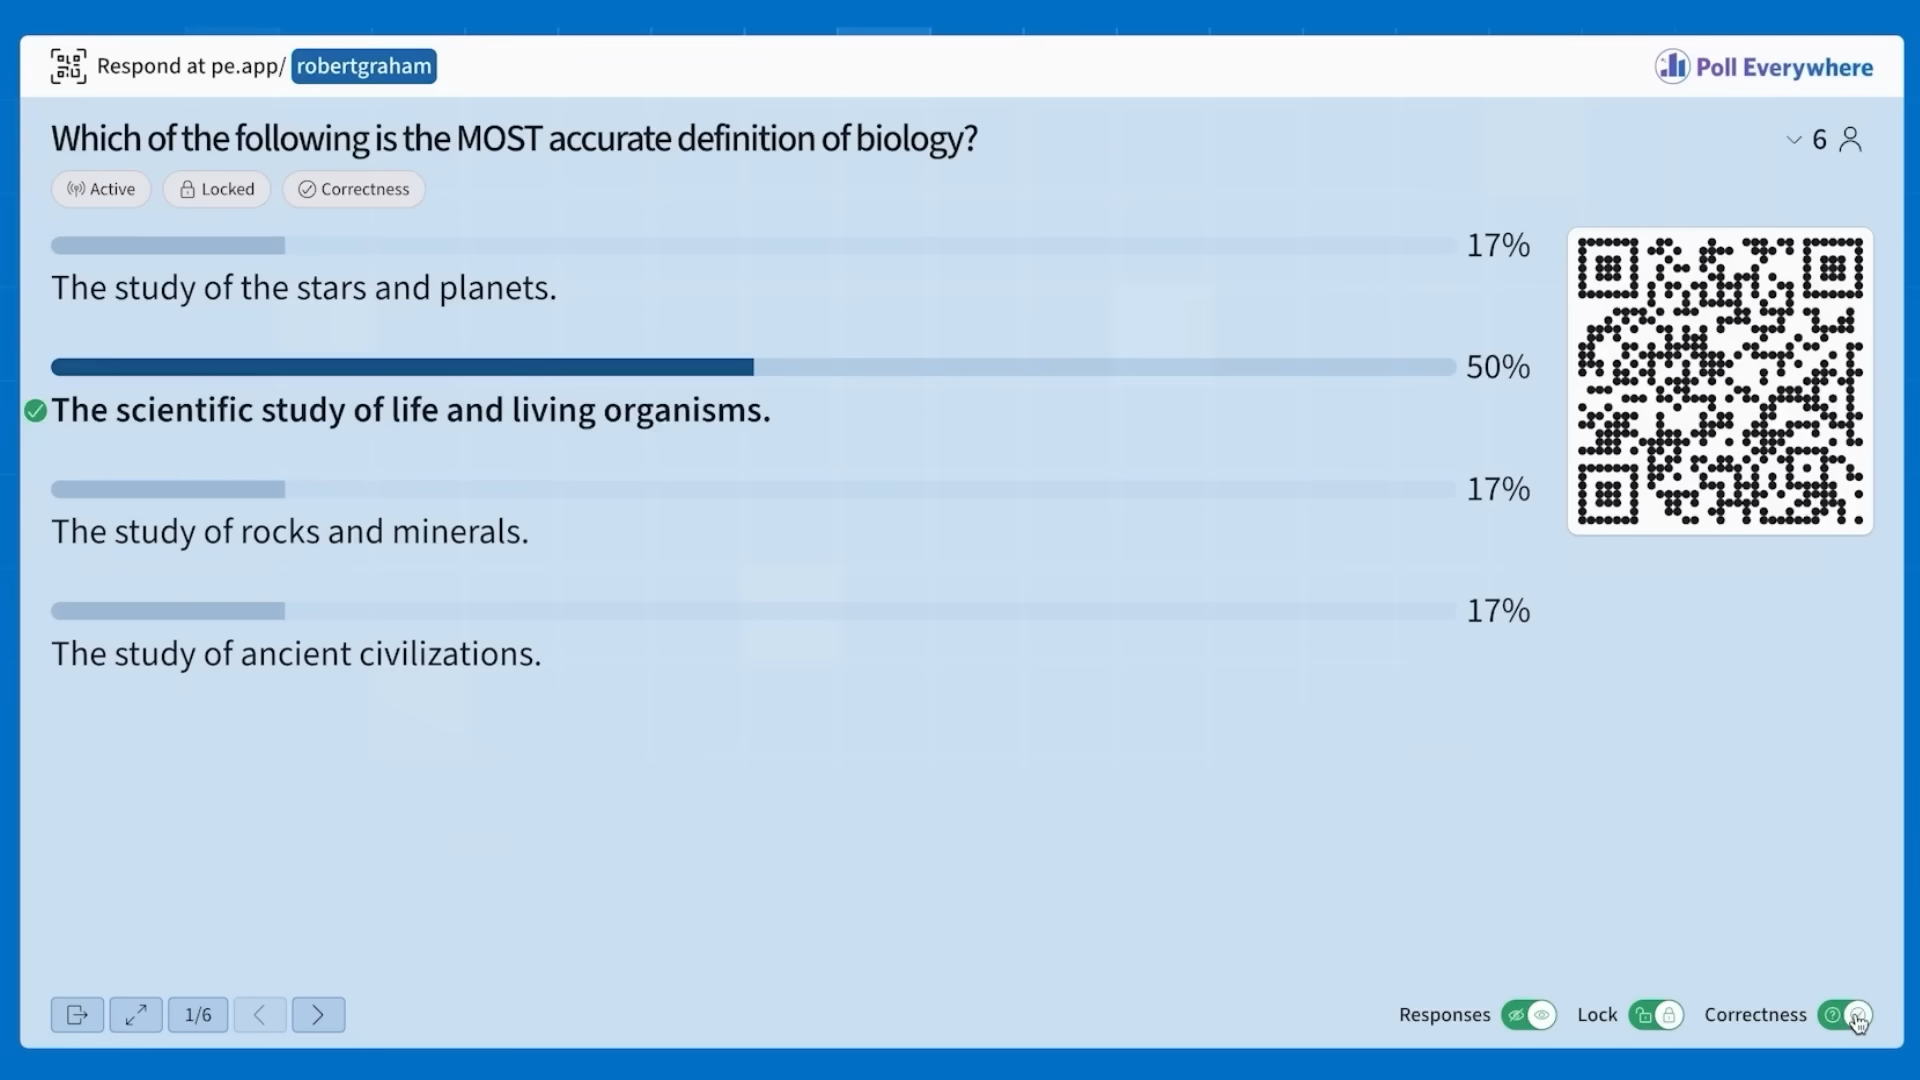 Respond at pe.app/ robertgraham
Poll Everywhere
Which of the following is the MOST accurate definition of biology?
6
Active
Locked
Correctness
17%
The study of the stars and planets.
50%
The scientific study of life and living organisms.
17%
The study of rocks and minerals.
17%
The study of ancient civilizations.
1/6
Responses
Lock
Correctness